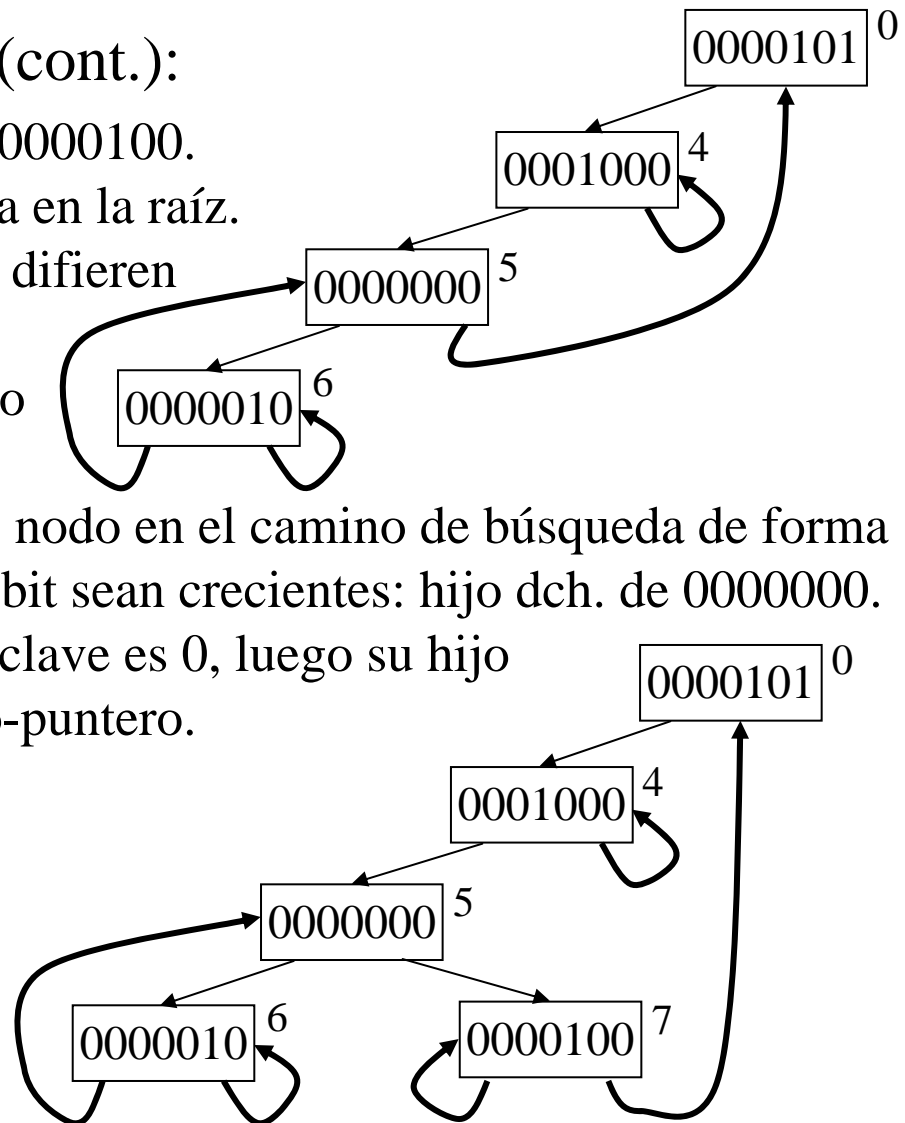 (cont.):
0000101 0
0000100.
0001000 4
a en la raíz.
difieren
0000000 5
o
0000010 6
nodo en el camino de búsqueda de forma
bit sean crecientes: hijo dch. de 0000000.
clave es 0, luego su hijo
0000101 0
o-puntero.
0001000 4
0000000 5
0000010 6
0000100 7